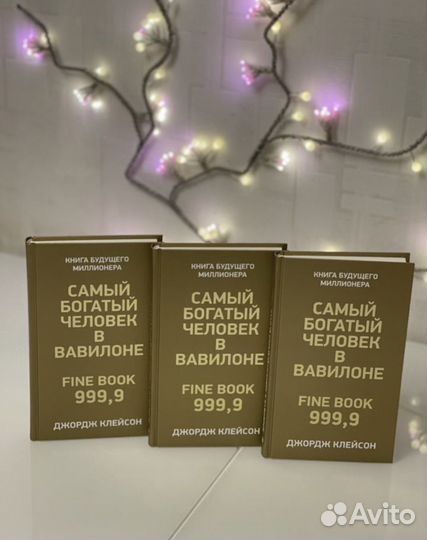 КНИГА БУДУЩЕГО
МИЛЛИОНЕРА
САМЫЙ
БОГАТЫЙ
ЧЕЛОВЕК
В
ВАВИЛОНЕ
FINE BOOK
999,9
ДЖОРДЖ КЛЕЙСОН
КНИГА БУДУЩЕГО
МИЛЛИОНЕРА
САМЫЙ
БОГАТЫЙ
ЧЕЛОВЕК
В
ВАВИЛОНЕ
FINE BOOK
999,9
ДЖОРДЖ КЛЕЙСОН
КНИГА БУДУЩЕГО
МИЛЛИОНЕРА
САМЫЙ
БОГАТЫЙ
ЧЕЛОВЕК
В
ВАВИЛОНЕ
FINE BOOK
999,9
ДЖОРДЖ КЛЕЙСОН
Avito